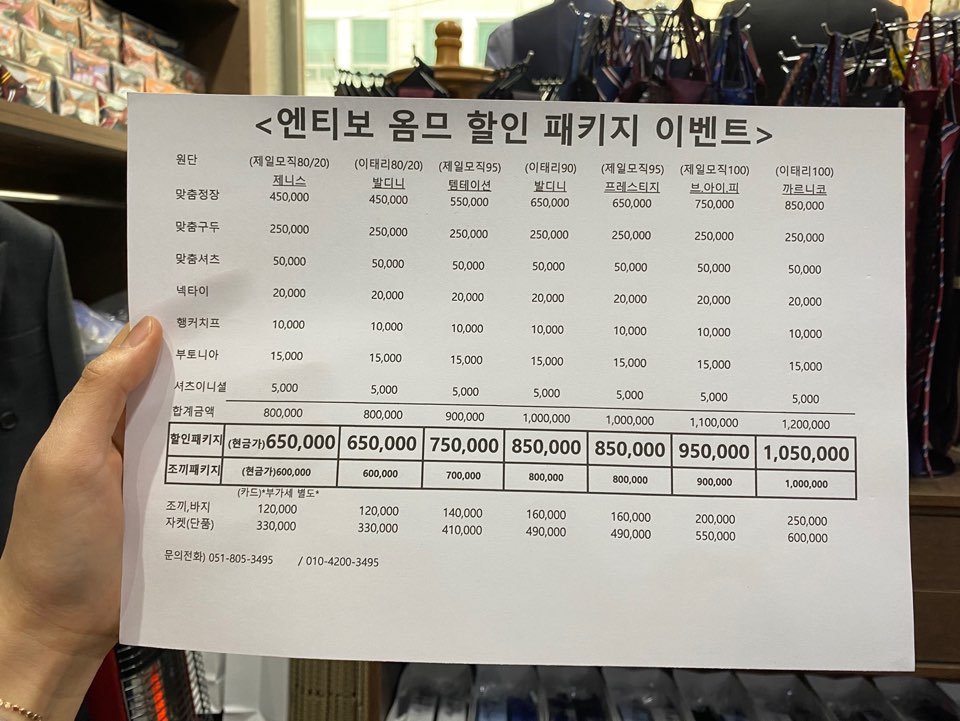 <엔티보 옴므 할인 패키지 이벤트>
원단 (제일모직80/20) (이태리80/20) (제일모직95) (이태리90) (제일모직95) (제일모직100) (이태리100)
제니스 발디니 템테이션 발디니 프레스티지 브.아이.피 까르니코
맞춤정장 450,000 450,000 550,000 650,000 650,000 750,000 850,000
맞춤구두 250,000 250,000 250,000 250,000 250,000 250,000 250,000
맞춤셔츠 50,000 50,000 50,000 50,000 50,000 50,000 50,000
넥타이 20,000 20,000 20,000 20,000 20,000 20,000 20,000
행커치프 10,000 10,000 10,000 10,000 10,000 10,000 10,000
부토니아 15,000 15,000 15,000 15,000 15,000 15,000 15,000
셔츠이니셜 5,000 5,000 5,000 5,000 5,000 5,000 5,000
합계금액 800,000 800,000 900,000 1,000,000 1,000,000 1,100,000 1,200,000
할인패키지 (현금가)650,000 650,000 750,000 850,000 850,000 950,000 1,050,000
조끼패키지 (현금가)600,000 600,000 700,000 800,000 800,000 900,000 1,000,000
(카드)*부가세 별도*
조끼,바지 120,000 120,000 140,000 160,000 160,000 200,000 250,000
자켓(단품) 330,000 330,000 410,000 490,000 490,000 550,000 600,000
문의전화) 051-805-3495 / 010-4200-3495